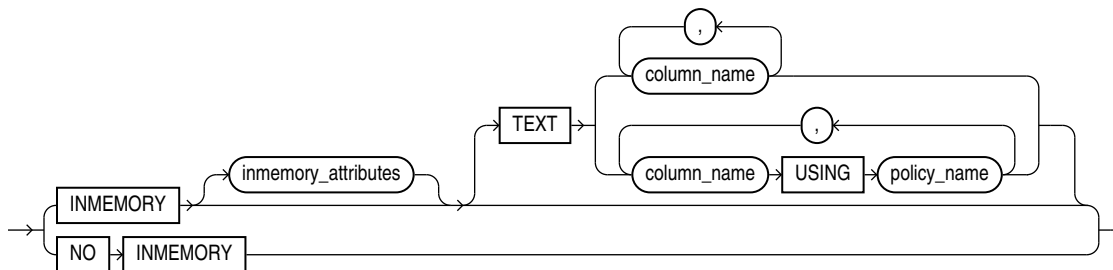 ,
column_name
TEXT
,
inmemory_attributes
column_name USING policy_name
INMEMORY
NO INMEMORY